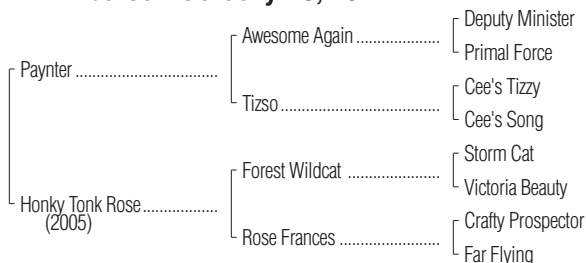 Paynter
Honky Tonk Rose
(2005)
Awesome Again
Tizso
Forest Wildcat
Rose Frances
Deputy Minister
Primal Force
Cee's Tizzy
Cee's Song
Storm Cat
Victoria Beauty
Crafty Prospector
Far Flying